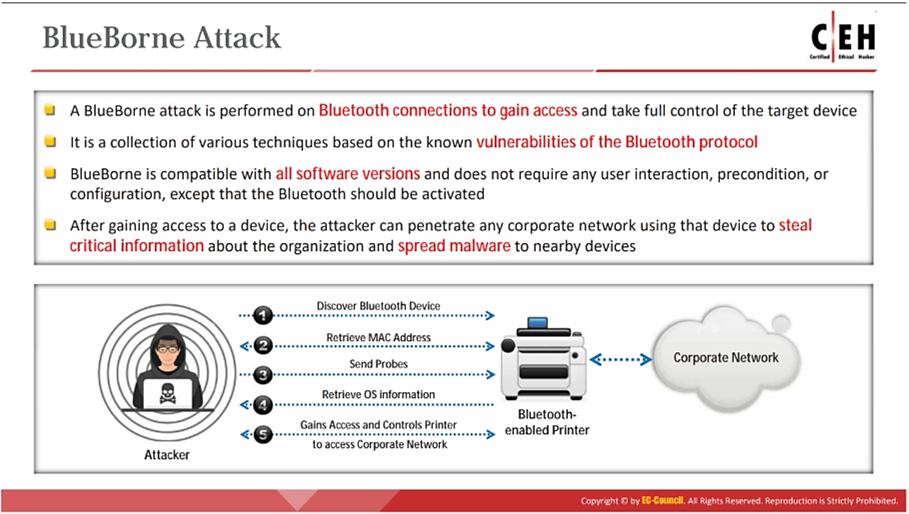 BlueBorne Attack
CEH
Certified Ethical Hacker
A BlueBorne attack is performed on Bluetooth connections to gain access and take full control of the target device
It is a collection of various techniques based on the known vulnerabilities of the Bluetooth protocol
BlueBorne is compatible with all software versions and does not require any user interaction, precondition, or
configuration, except that the Bluetooth should be activated
After gaining access to a device, the attacker can penetrate any corporate network using that device to steal
critical information about the organization and spread malware to nearby devices
1 Discover Bluetooth Device
2 Retrieve MAC Address
3 Send Probes
4 Retrieve OS information
5 Gains Access and Controls Printer
to access Corporate Network
Attacker
Bluetooth-
enabled Printer
Corporate Network
Copyright © by EC-Council. All Rights Reserved. Reproduction is Strictly Prohibited.